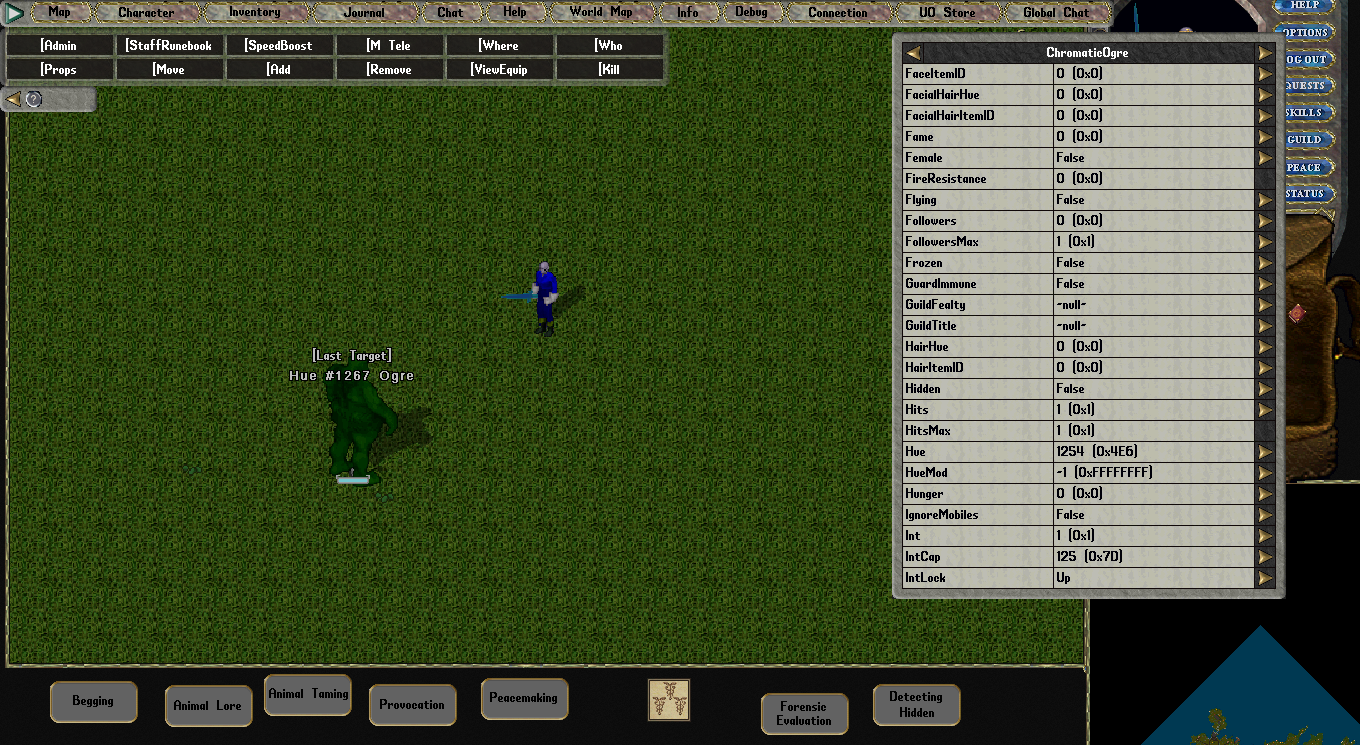 Map Character Inventory Journal Chat Help World Map Info Debug Connection UO Store Global Chat
[Admin [StaffRunebook [SpeedBoost [M Tele [Where [Who
[Props [Move [Add [Remove [ViewEquip [Kill
?
HELP
OPTIONS
LOG OUT
QUESTS
SKILLS
GUILD
PEACE
STATUS
ChromaticOgre
FaceItemID 0 (0x0)
FacialHairHue 0 (0x0)
FacialHairItemID 0 (0x0)
Fame 0 (0x0)
Female False
FireResistance 0 (0x0)
Flying False
Followers 0 (0x0)
FollowersMax 1 (0x1)
Frozen False
GuardImmune False
GuildFealty -null-
GuildTitle -null-
HairHue 0 (0x0)
HairItemID 0 (0x0)
Hidden False
Hits 1 (0x1)
HitsMax 1 (0x1)
Hue 1254 (0x4E6)
HueMod -1 (0xFFFFFFFF)
Hunger 0 (0x0)
IgnoreMobiles False
Int 1 (0x1)
IntCap 125 (0x7D)
IntLock Up
[Last Target]
Hue #1267 Ogre
Begging
Animal Lore
Animal Taming
Provocation
Peacemaking
Forensic
Evaluation
Detecting
Hidden